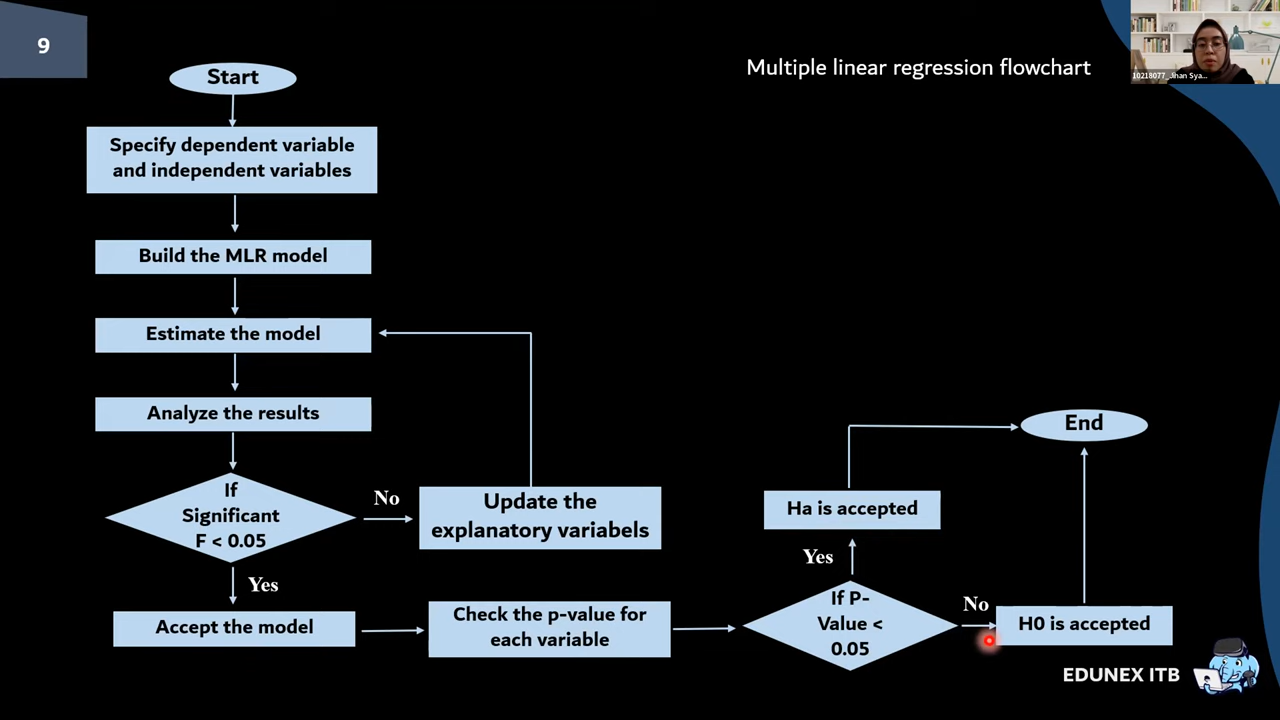 9
Multiple linear regression flowchart
10218077_Jihan Sya...
Start
Specify dependent variable
and independent variables
Build the MLR model
Estimate the model
Analyze the results
If
Significant
F < 0.05
No
Update the
explanatory variabels
Yes
Accept the model
Check the p-value for
each variable
If P-
Value <
0.05
Yes
Ha is accepted
No
H0 is accepted
End
EDUNEX ITB